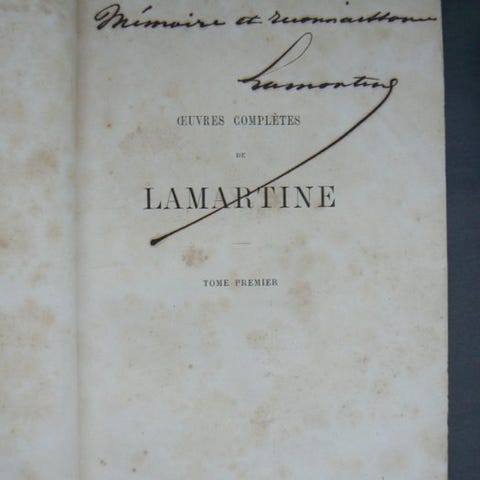 Mémoire et reconnaissance
Lamartine
ŒUVRES COMPLÈTES
DE
LAMARTINE
TOME PREMIER